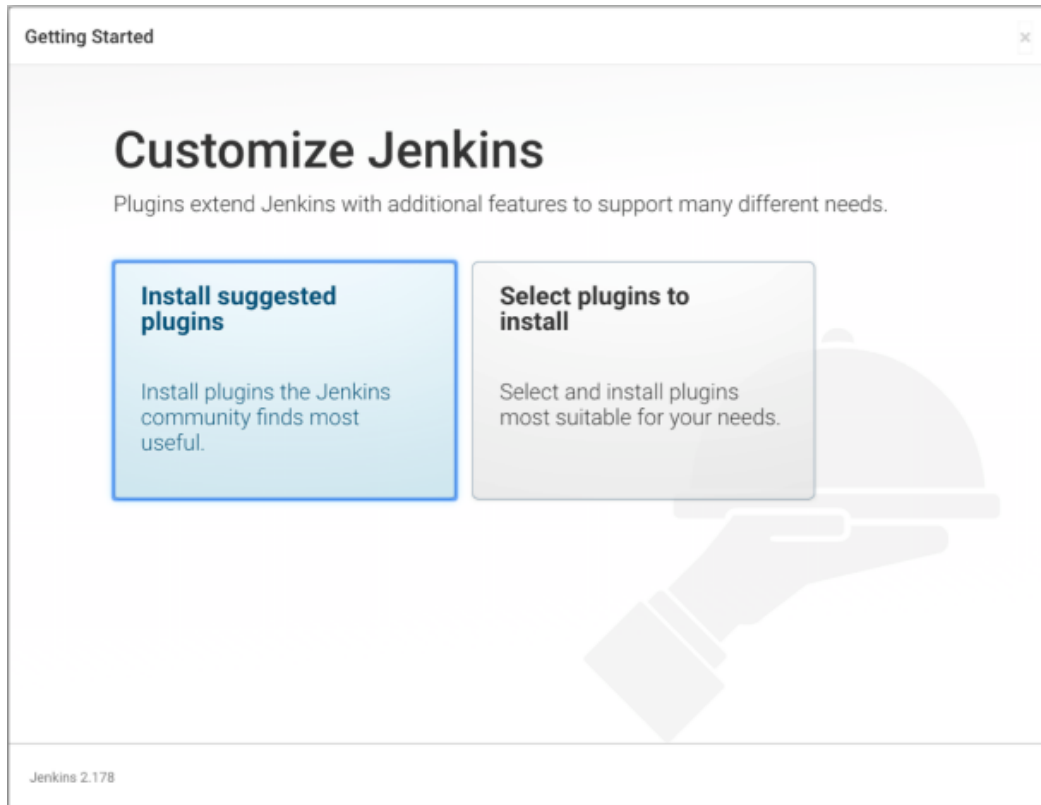 Getting Started
Customize Jenkins
Plugins extend Jenkins with additional features to support many different needs.
Install suggested
plugins
Install plugins the Jenkins
community finds most
useful.
Select plugins to
install
Select and install plugins
most suitable for your needs.
Jenkins 2.178